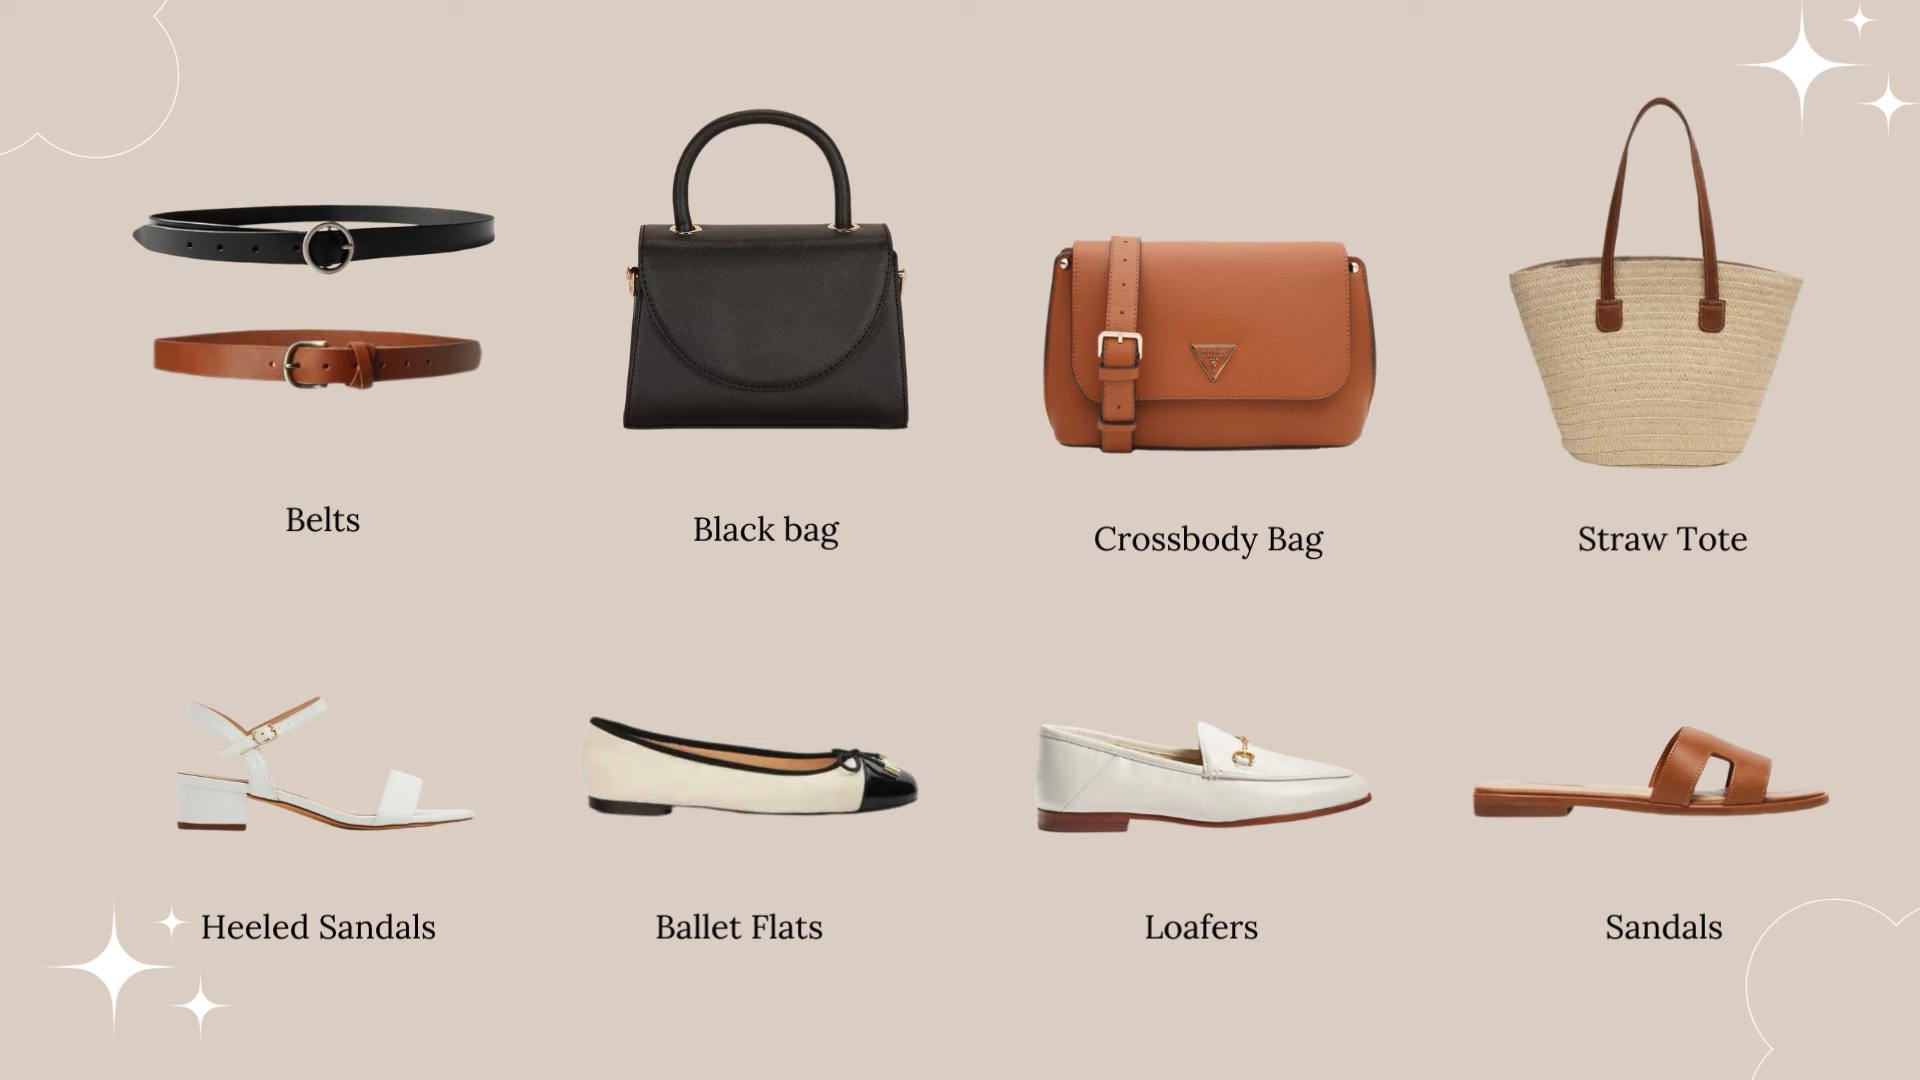 Belts
Black bag
Crossbody Bag
Straw Tote
Heeled Sandals
Ballet Flats
Loafers
Sandals